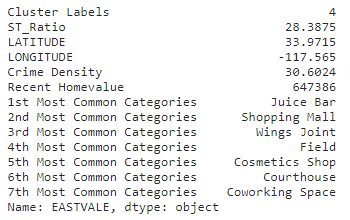 Cluster Labels 4
ST_Ratio 28.3875
LATITUDE 33.9715
LONGITUDE -117.565
Crime Density 30.6024
Recent Homevalue 647386
1st Most Common Categories Juice Bar
2nd Most Common Categories Shopping Mall
3rd Most Common Categories Wings Joint
4th Most Common Categories Field
5th Most Common Categories Cosmetics Shop
6th Most Common Categories Courthouse
7th Most Common Categories Coworking Space
Name: EASTVALE, dtype: object